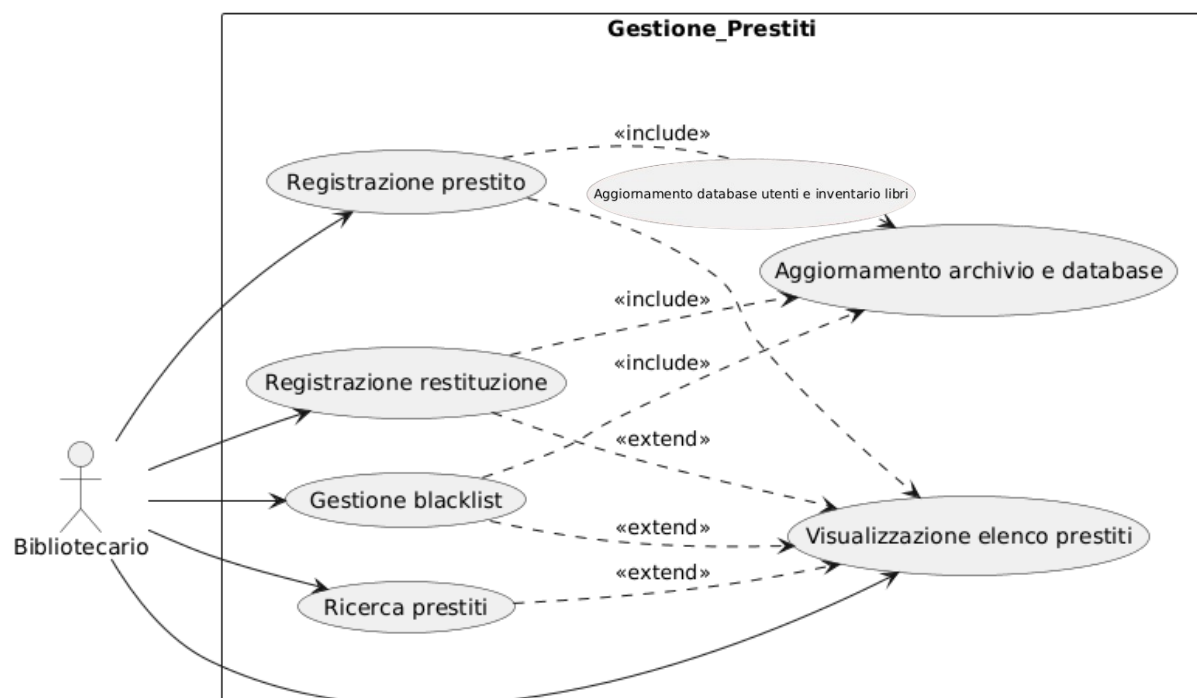 Gestione_Prestiti
«include»
Registrazione prestito
Aggiornamento database utenti e inventario libri
Aggiornamento archivio e database
«include»
«include»
Registrazione restituzione
«extend»
Gestione blacklist
«extend»
Visualizzazione elenco prestiti
Bibliotecario
«extend»
Ricerca prestiti